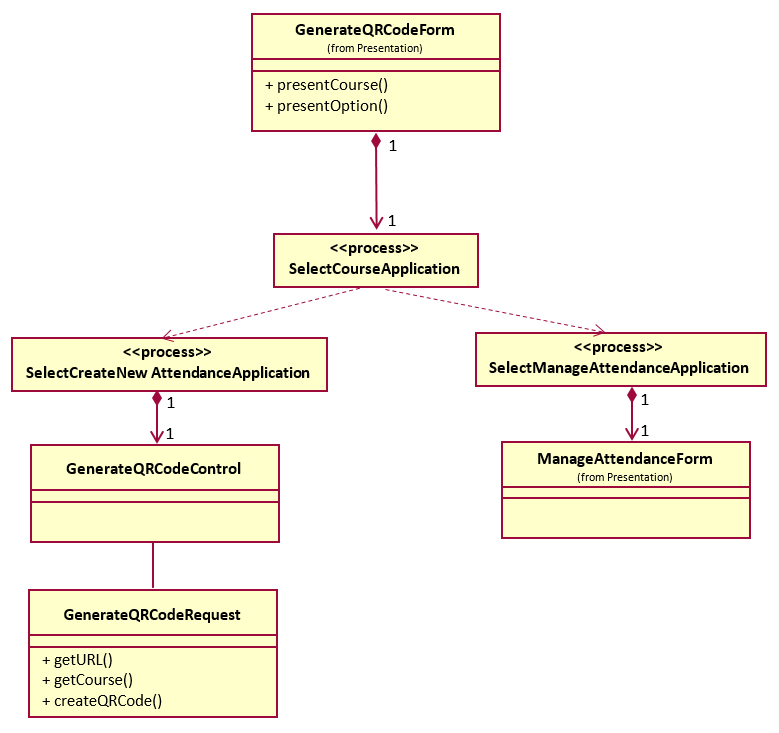 GenerateQRCodeForm
(from Presentation)
+ presentCourse()
+ presentOption()
1
1
<<process>>
SelectCourseApplication
<<process>>
SelectCreateNew AttendanceApplication
<<process>>
SelectManageAttendanceApplication
1
1
1
1
GenerateQRCodeControl
ManageAttendanceForm
(from Presentation)
GenerateQRCodeRequest
+ getURL()
+ getCourse()
+ createQRCode()